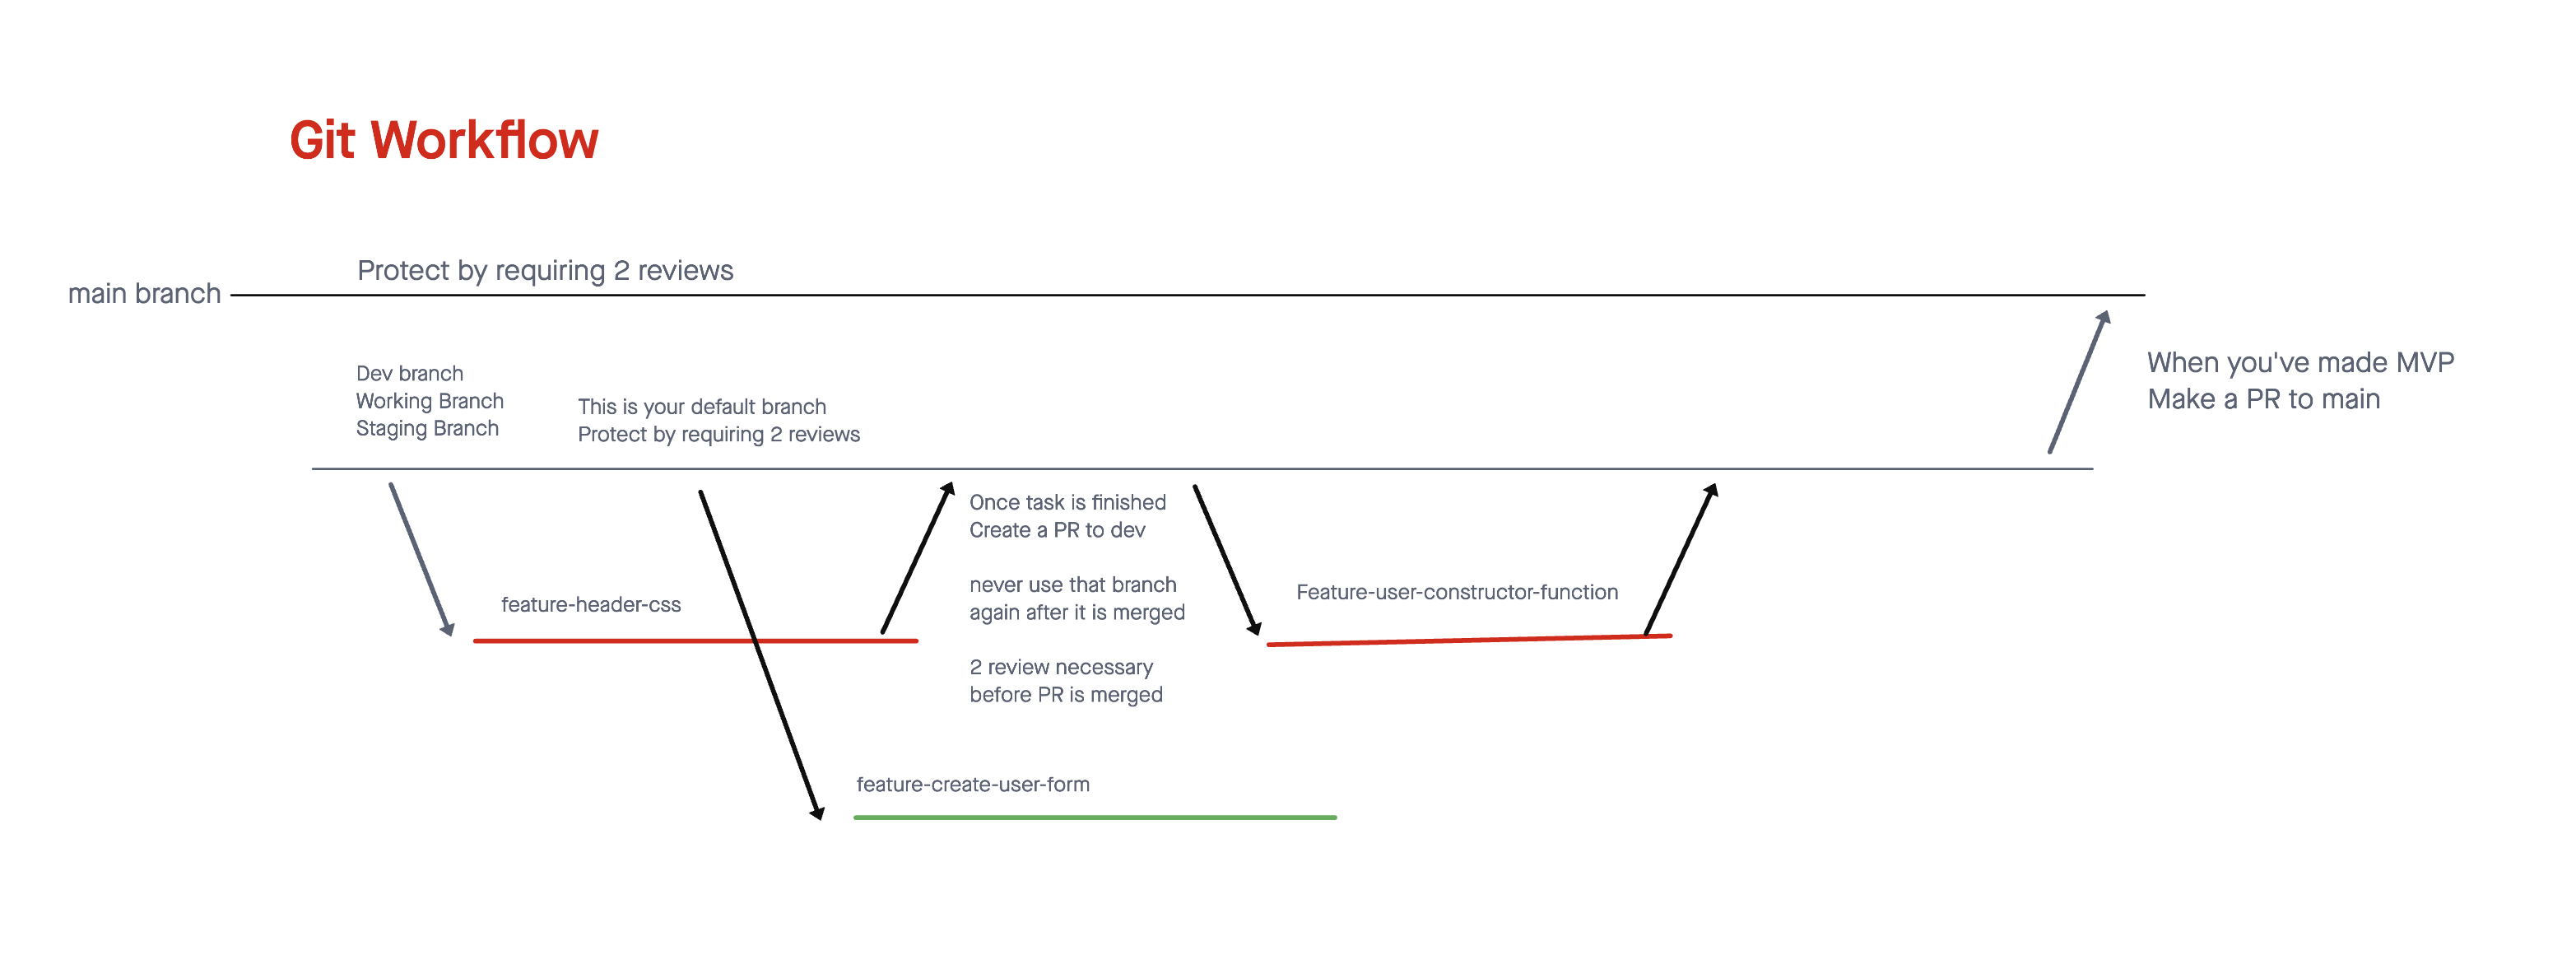 Git Workflow
Protect by requiring 2 reviews
main branch
Dev branch
Working Branch
Staging Branch
This is your default branch
Protect by requiring 2 reviews
When you've made MVP
Make a PR to main
Once task is finished
Create a PR to dev
never use that branch
again after it is merged
2 review necessary
before PR is merged
feature-header-css
Feature-user-constructor-function
feature-create-user-form